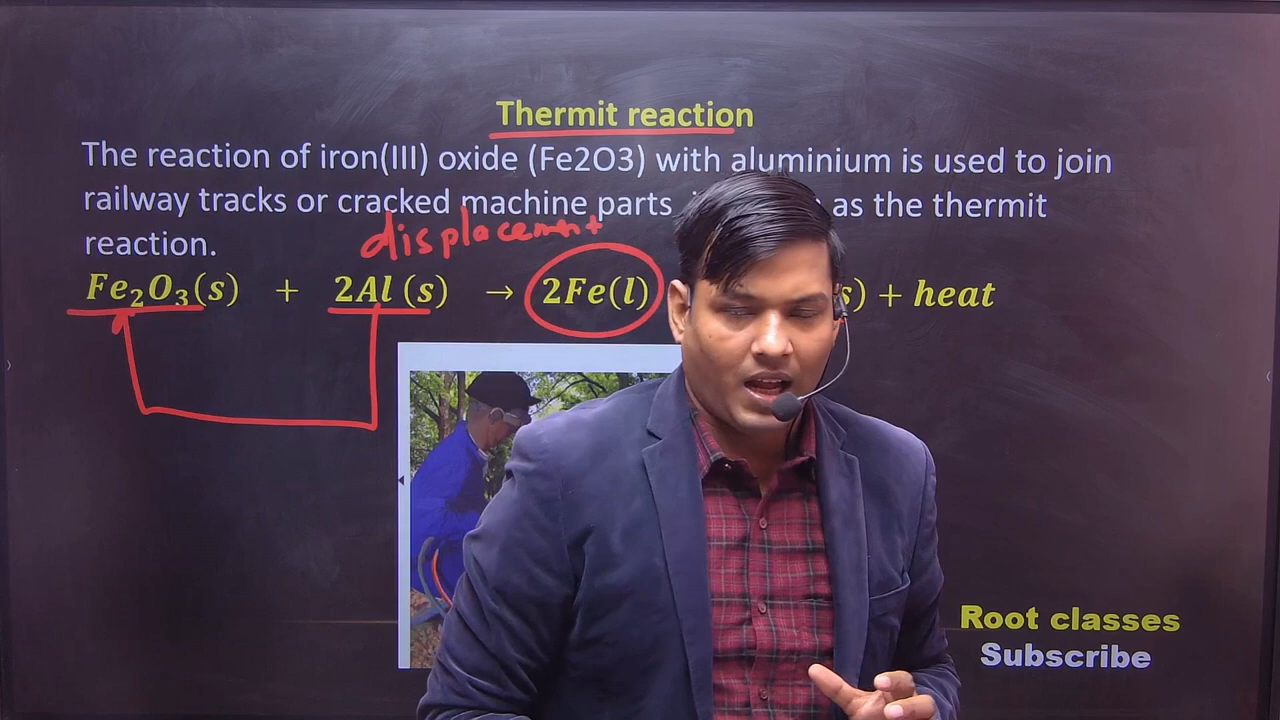 Thermit reaction
The reaction of iron(III) oxide (Fe2O3) with aluminium is used to join
railway tracks or cracked machine parts as the thermit
reaction.
displacement
Fe₂O₃(s) + 2Al (s) → 2Fe(l) s) + heat
Root classes
Subscribe